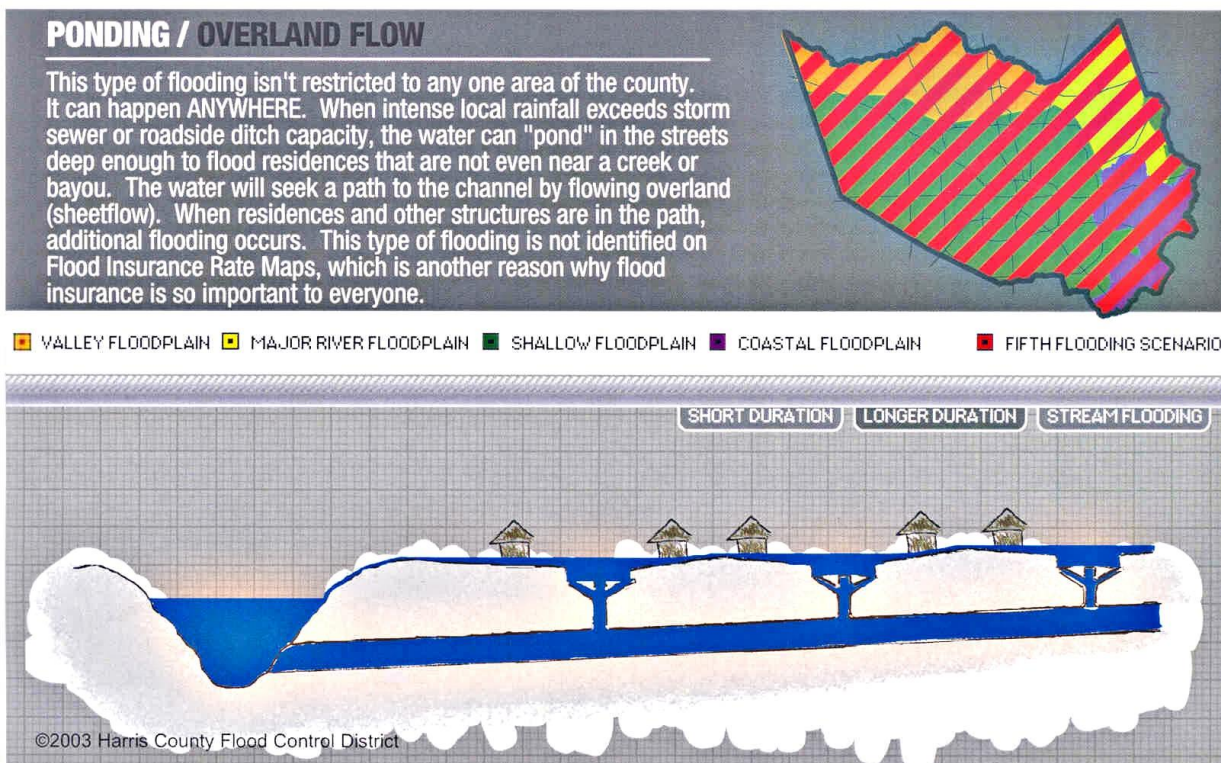 PONDING / OVERLAND FLOW
This type of flooding isn't restricted to any one area of the county.
It can happen ANYWHERE. When intense local rainfall exceeds storm
sewer or roadside ditch capacity, the water can "pond" in the streets
deep enough to flood residences that are not even near a creek or
bayou. The water will seek a path to the channel by flowing overland
(sheetflow). When residences and other structures are in the path,
additional flooding occurs. This type of flooding is not identified on
Flood Insurance Rate Maps, which is another reason why flood
insurance is so important to everyone.
VALLEY FLOODPLAIN MAJOR RIVER FLOODPLAIN SHALLOW FLOODPLAIN COASTAL FLOODPLAIN FIFTH FLOODING SCENARIO
SHORT DURATION LONGER DURATION STREAM FLOODING
©2003 Harris County Flood Control District